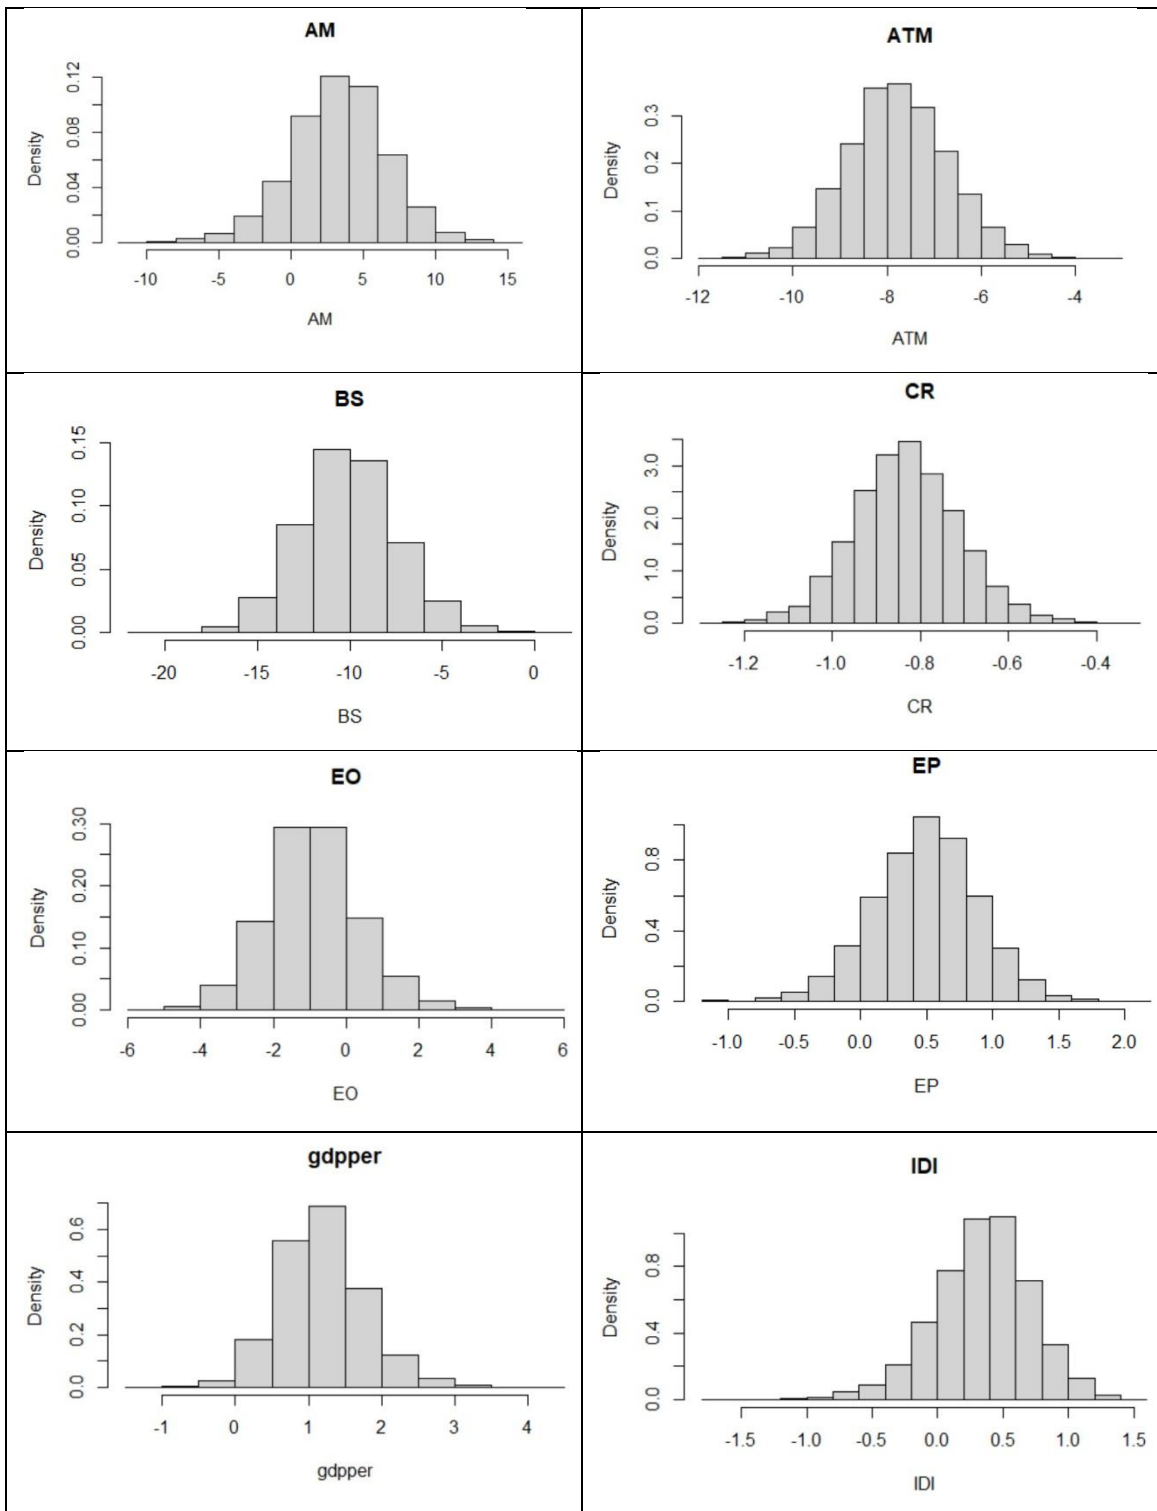 AM
Density
0.00 0.04 0.08 0.12
-10 -5 0 5 10 15
AM
ATM
Density
0.0 0.1 0.2 0.3
-12 -10 -8 -6 -4
ATM
BS
Density
0.00 0.05 0.10 0.15
-20 -15 -10 -5 0
BS
CR
Density
0.0 1.0 2.0 3.0
-1.2 -1.0 -0.8 -0.6 -0.4
CR
EO
Density
0.00 0.10 0.20 0.30
-6 -4 -2 0 2 4 6
EO
EP
Density
0.0 0.4 0.8
-1.0 -0.5 0.0 0.5 1.0 1.5 2.0
EP
gdpper
Density
0.0 0.2 0.4 0.6
-1 0 1 2 3 4
gdpper
IDI
Density
0.0 0.4 0.8
-1.5 -1.0 -0.5 0.0 0.5 1.0 1.5
IDI